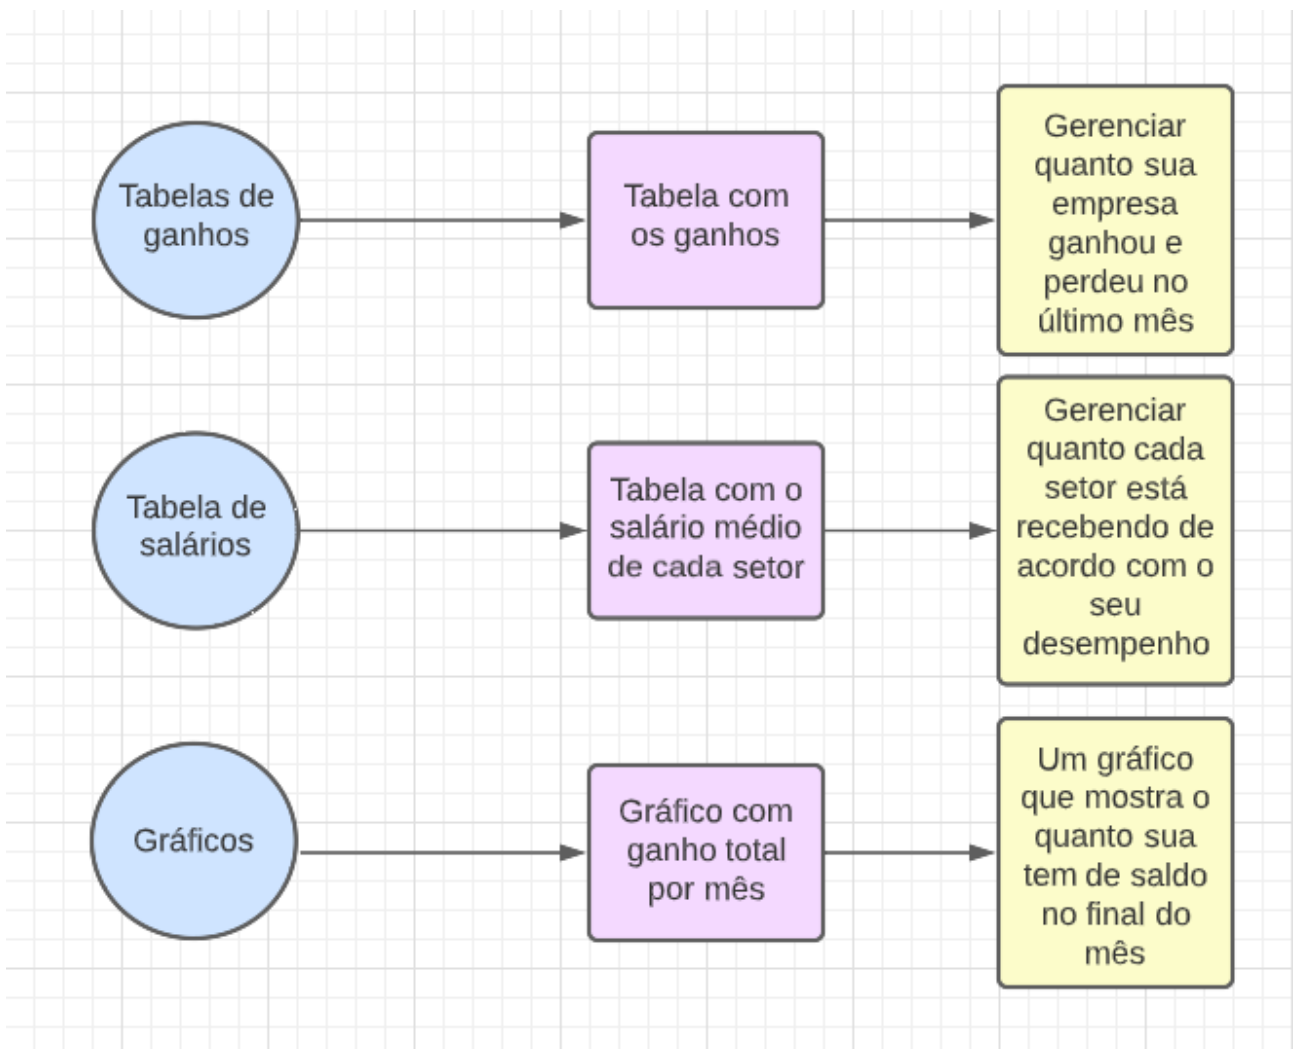 Tabelas de
ganhos
Tabela com
os ganhos
Gerenciar
quanto sua
empresa
ganhou e
perdeu no
último mês
Tabela de
salários
Tabela com o
salário médio
de cada setor
Gerenciar
quanto cada
setor está
recebendo de
acordo com o
seu
desempenho
Gráficos
Gráfico com
ganho total
por mês
Um gráfico
que mostra o
quanto sua
tem de saldo
no final do
mês